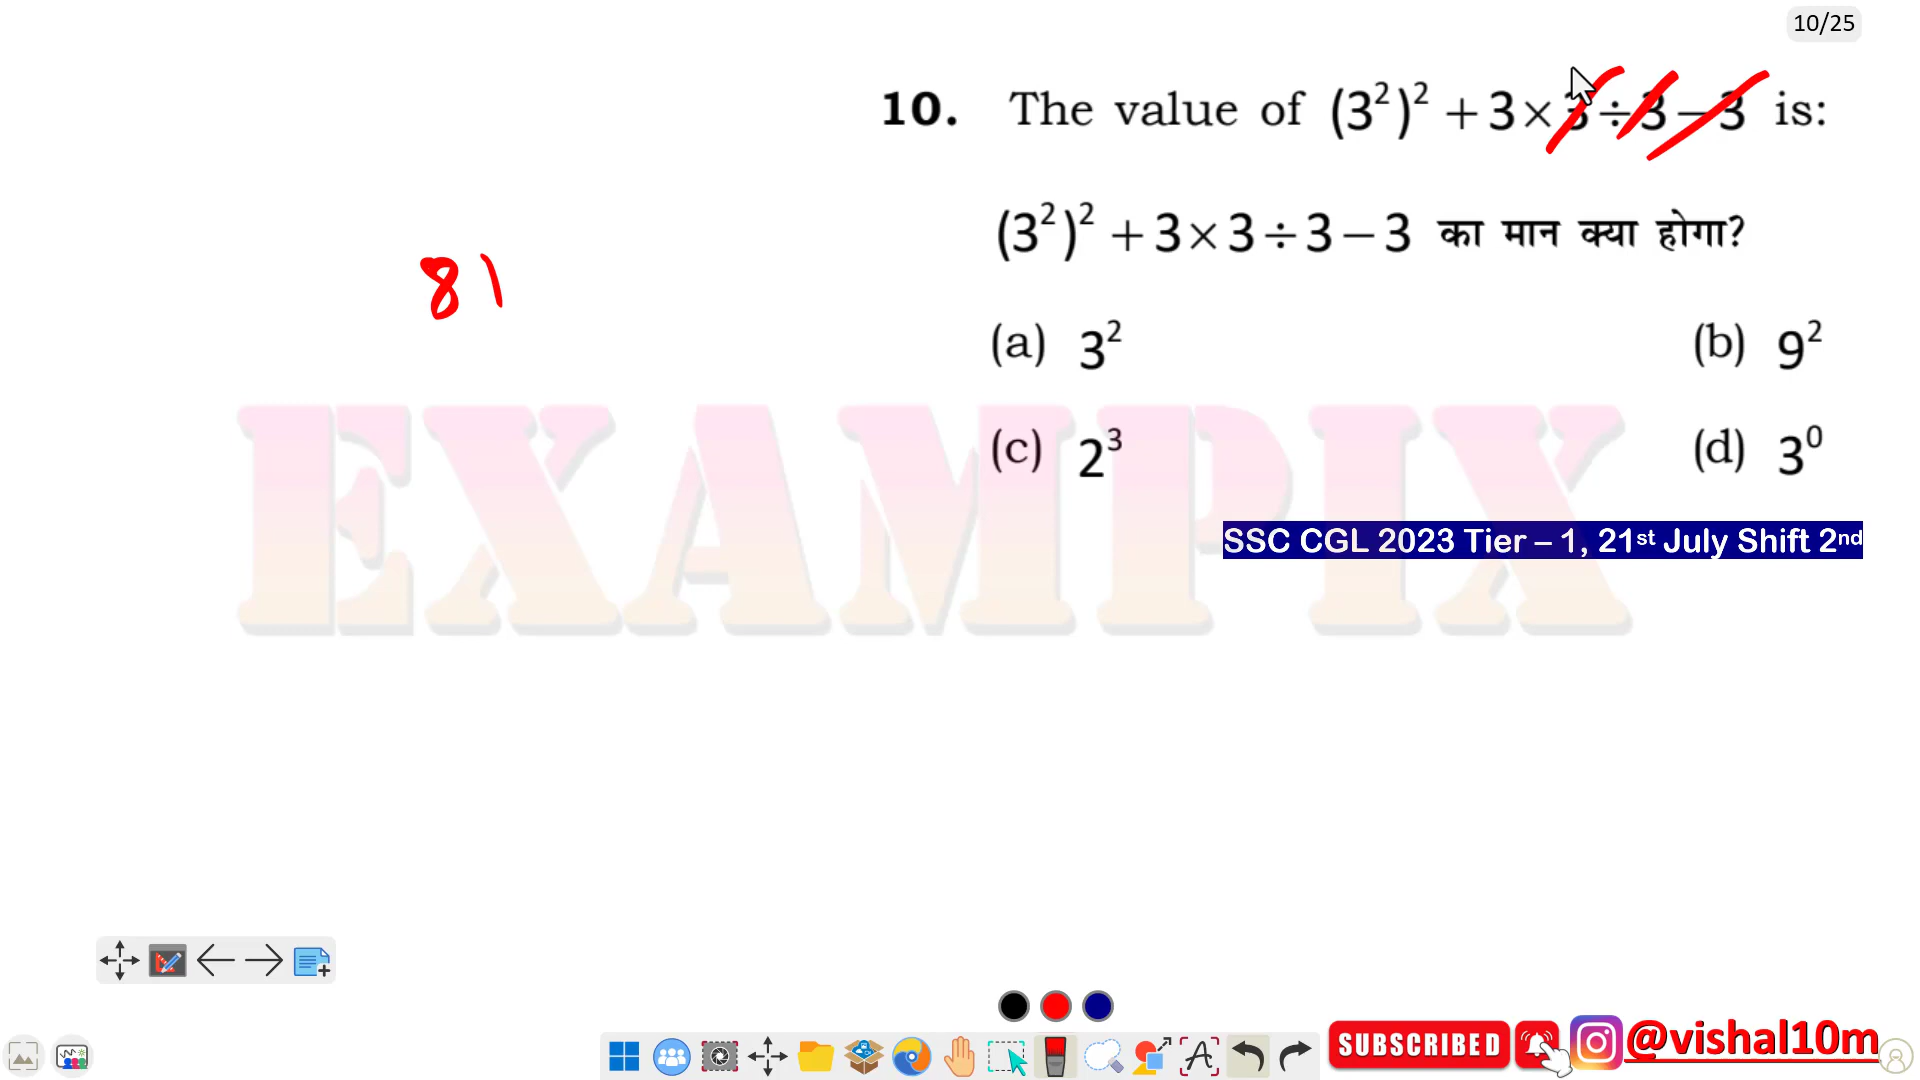 10/25
10. The value of (3²)² + 3 × 3 ÷ 3 – 3 is:
(3²)² + 3 × 3 ÷ 3 – 3 का मान क्या होगा?
81
(a) 3² (b) 9²
(c) 2³ (d) 3⁰
EXAMPIX
SSC CGL 2023 Tier – 1, 21st July Shift 2nd
SUBSCRIBED @vishal10m